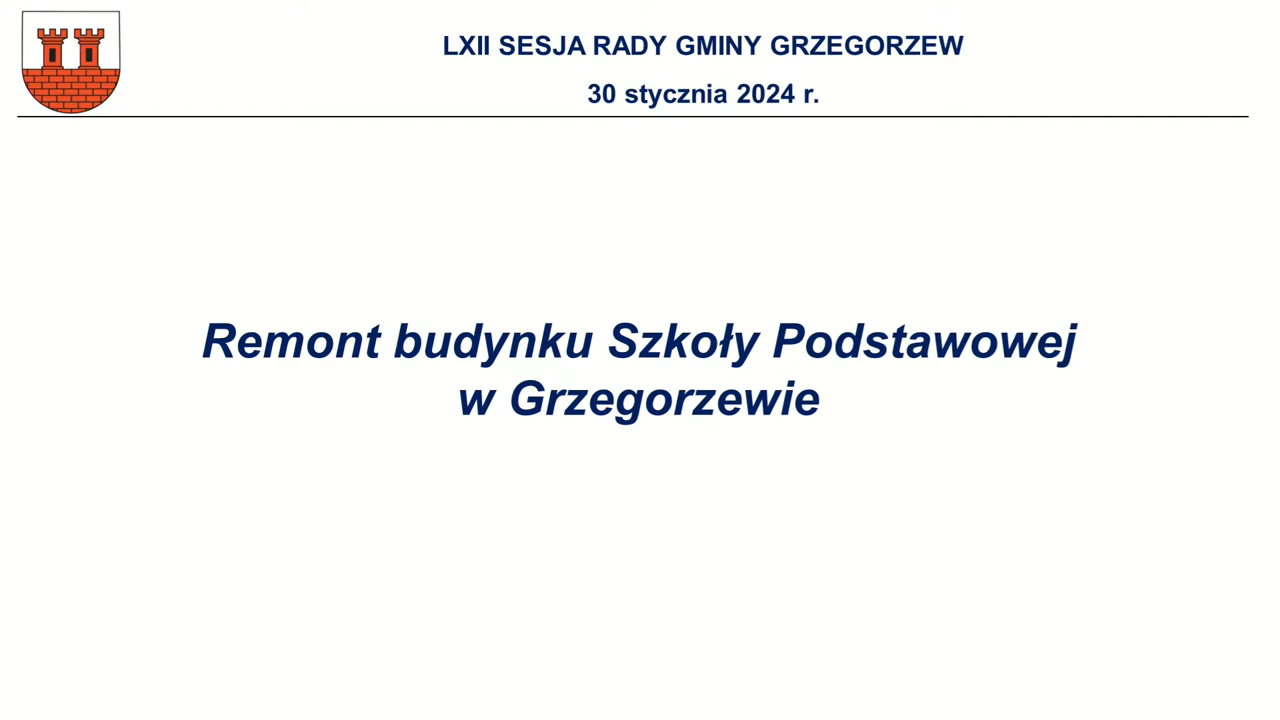 LXII SESJA RADY GMINY GRZEGORZEW
30 stycznia 2024 r.
Remont budynku Szkoły Podstawowej
w Grzegorzewie